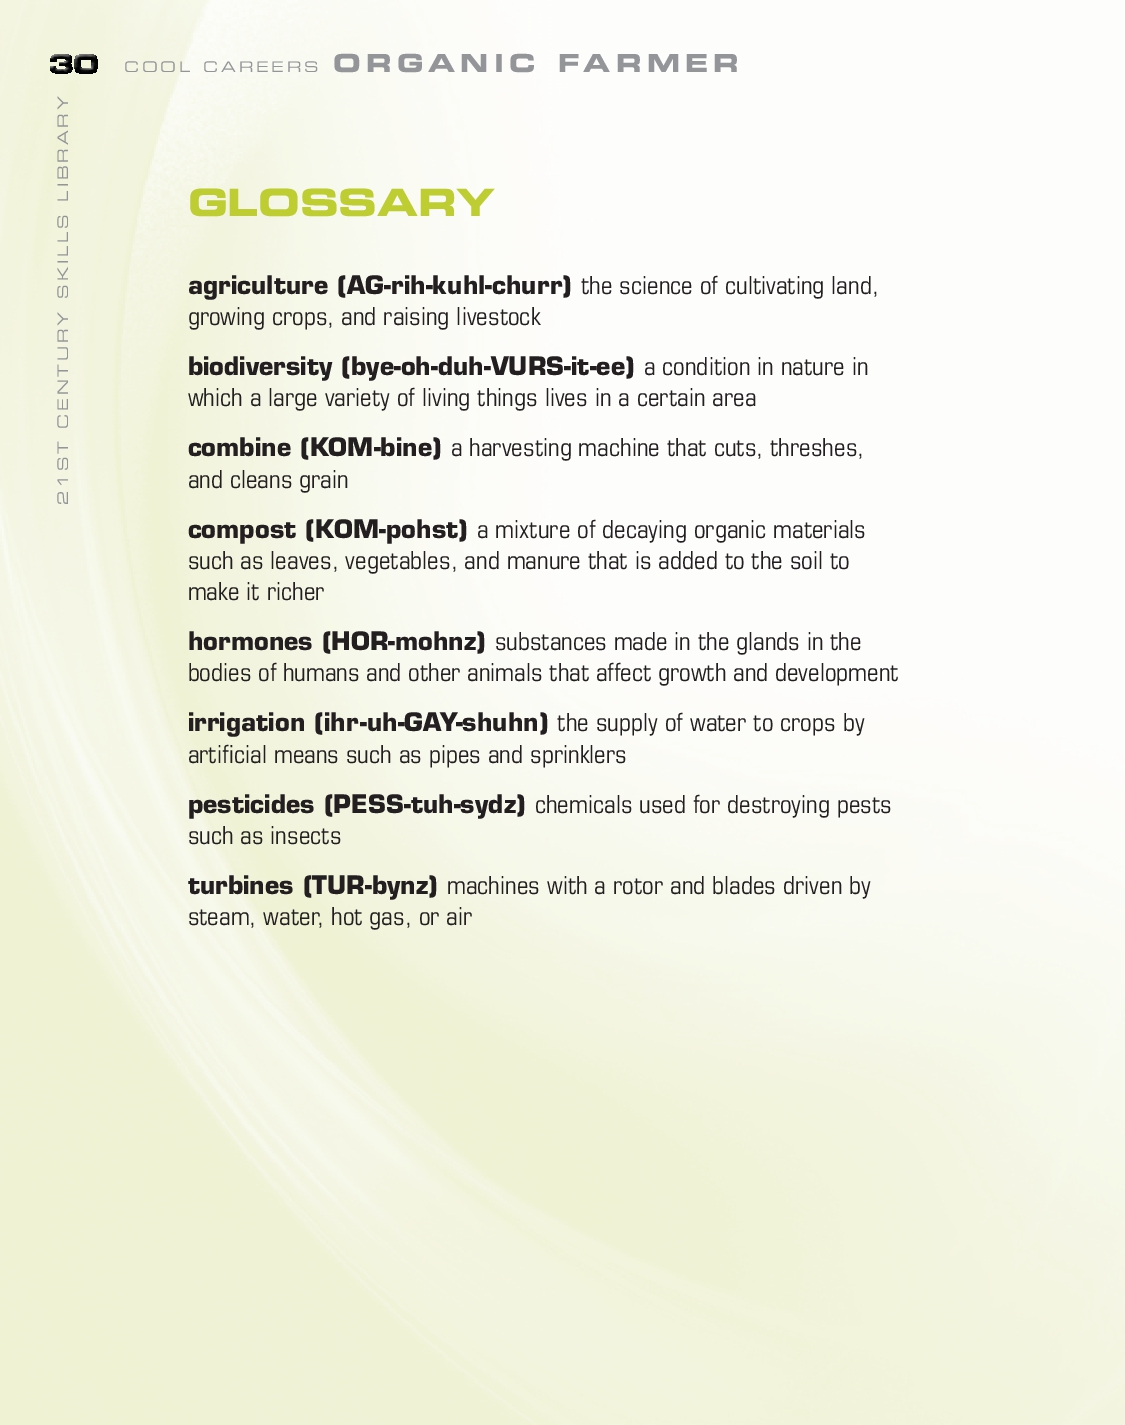 30 COOL CAREERS ORGANIC FARMER
21ST CENTURY SKILLS LIBRARY
GLOSSARY
agriculture (AG-rih-kuhl-churr) the science of cultivating land,
growing crops, and raising livestock
biodiversity (bye-oh-duh-VURS-it-ee) a condition in nature in
which a large variety of living things lives in a certain area
combine (KOM-bine) a harvesting machine that cuts, threshes,
and cleans grain
compost (KOM-pohst) a mixture of decaying organic materials
such as leaves, vegetables, and manure that is added to the soil to
make it richer
hormones (HOR-mohnz) substances made in the glands in the
bodies of humans and other animals that affect growth and development
irrigation (ihr-uh-GAY-shuhn) the supply of water to crops by
artificial means such as pipes and sprinklers
pesticides (PESS-tuh-sydz) chemicals used for destroying pests
such as insects
turbines (TUR-bynz) machines with a rotor and blades driven by
steam, water, hot gas, or air